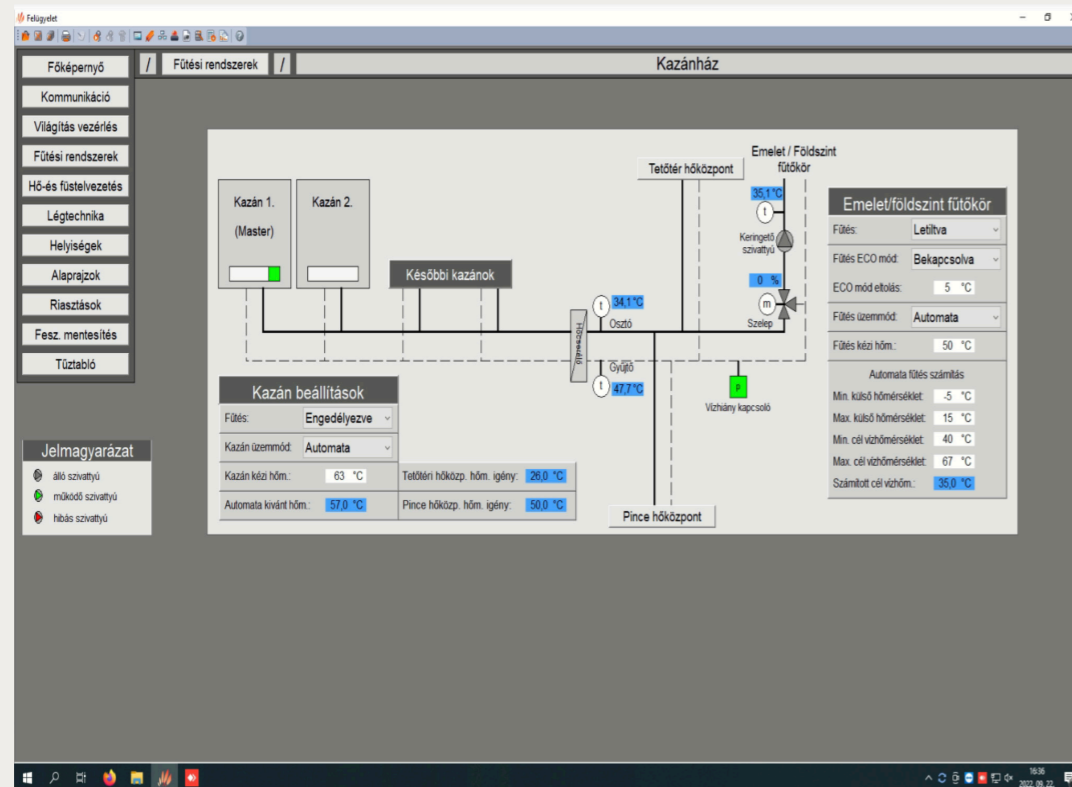 Felügyelet
Főképernyő
/
Fűtési rendszerek
/
Kazánház
Kommunikáció
Világítás vezérlés
Fűtési rendszerek
Hő-és füstelvezetés
Légtechnika
Helyiségek
Alaprajzok
Riasztások
Fesz. mentesítés
Tűztabló
Jelmagyarázat
álló szivattyú
működő szivattyú
hibás szivattyú
Kazán 1.
(Master)
Kazán 2.
Későbbi kazánok
Tetőtér hőközpont
Emelet / Földszint
fűtőkör
35,1°C
t
Keringető
szivattyú
0 %
m
Szelep
t
34,1°C
Osztó
Hőcserélő
Gyűjtő
t
47,7°C
P
Vízhiány kapcsoló
Pince hőközpont
Kazán beállítások
Fűtés: Engedélyezve
Kazán üzemmód: Automata
Kazán kézi hőm.: 63 °C
Automata kívánt hőm.: 57,0 °C
Tetőtéri hőközp. hőm. igény: 26,0 °C
Pince hőközp. hőm. igény: 50,0 °C
Emelet/földszint fűtőkör
Fűtés: Letiltva
Fűtés ECO mód: Bekapcsolva
ECO mód eltolás: 5 °C
Fűtés üzemmód: Automata
Fűtés kézi hőm.: 50 °C
Automata fűtés számítás
Min. külső hőmérséklet: -5 °C
Max. külső hőmérséklet: 15 °C
Min. cél vízhőmérséklet: 40 °C
Max. cél vízhőmérséklet: 67 °C
Számított cél vízhőm.: 35,0 °C
16:36
2022. 09. 22.